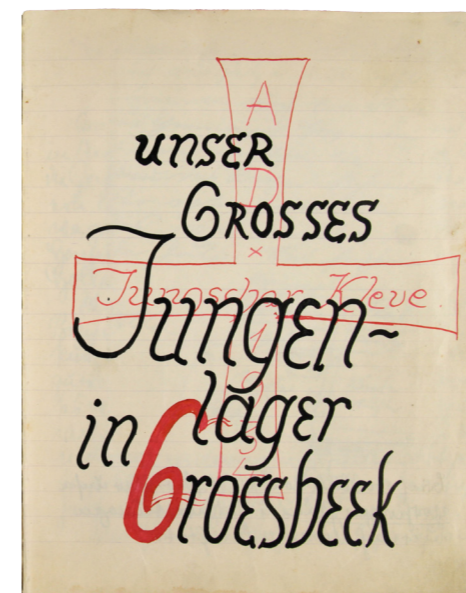 A
unsER
D
GROSSES
×
Jungschar Kleve.
Jungen~
lager
in Groesbeek